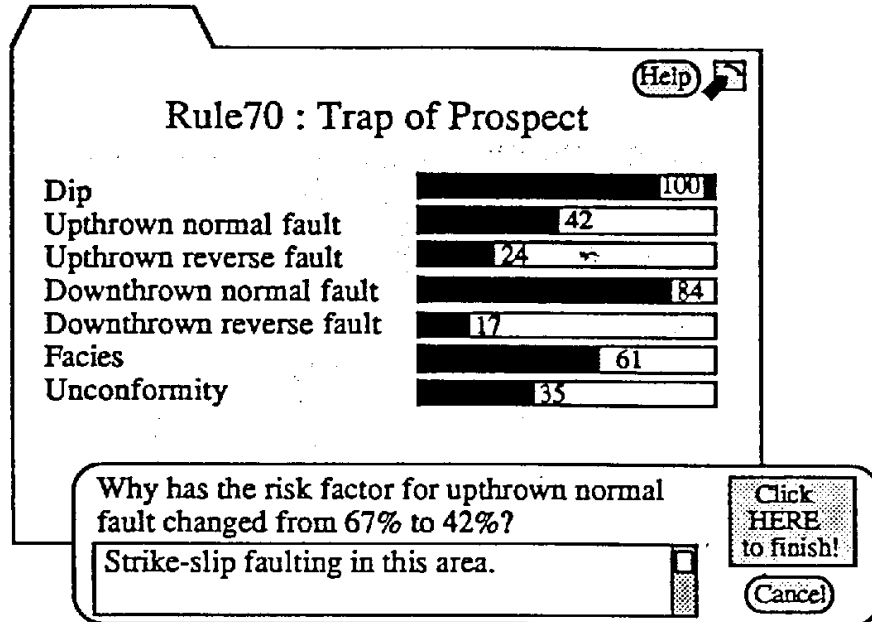 Help
Rule70 : Trap of Prospect
Dip 100
Upthrown normal fault 42
Upthrown reverse fault 24
Downthrown normal fault 84
Downthrown reverse fault 17
Facies 61
Unconformity 35
Why has the risk factor for upthrown normal
fault changed from 67% to 42%?
Strike-slip faulting in this area.
Click
HERE
to finish!
Cancel